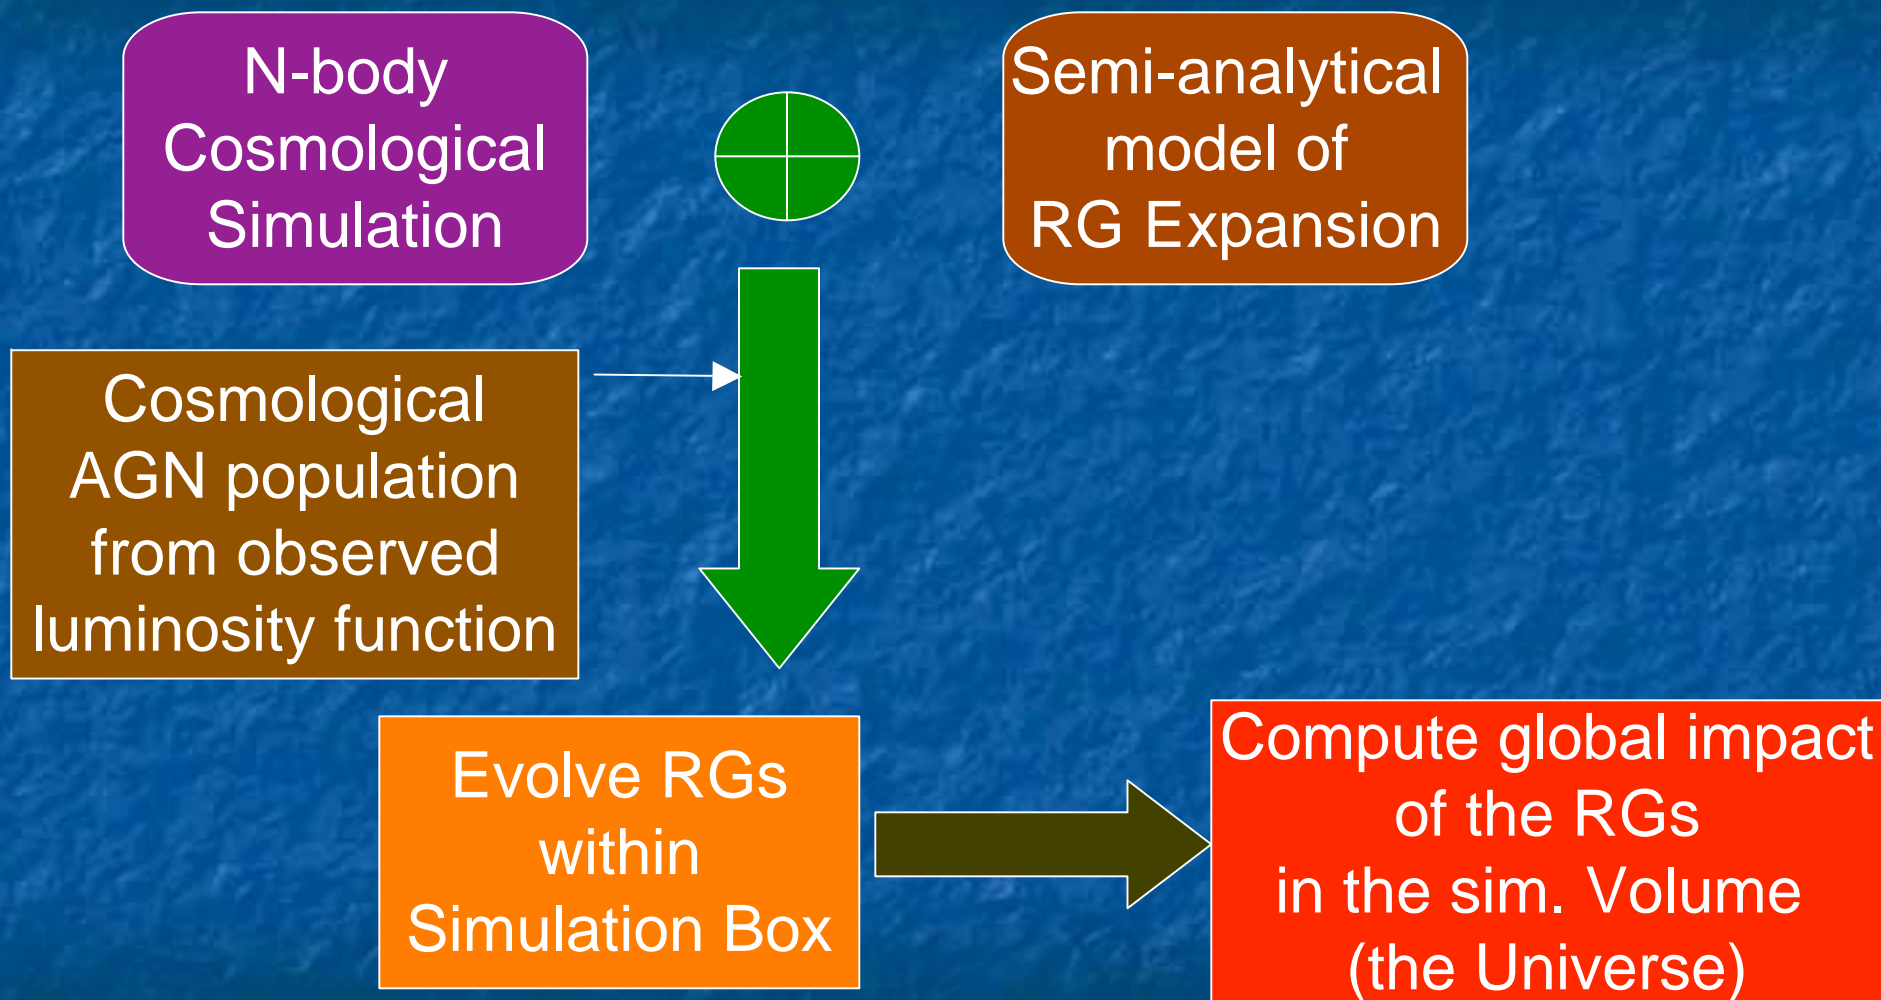 N-body
Cosmological
Simulation
Semi-analytical
model of
RG Expansion
Cosmological
AGN population
from observed
luminosity function
Evolve RGs
within
Simulation Box
Compute global impact
of the RGs
in the sim. Volume
(the Universe)